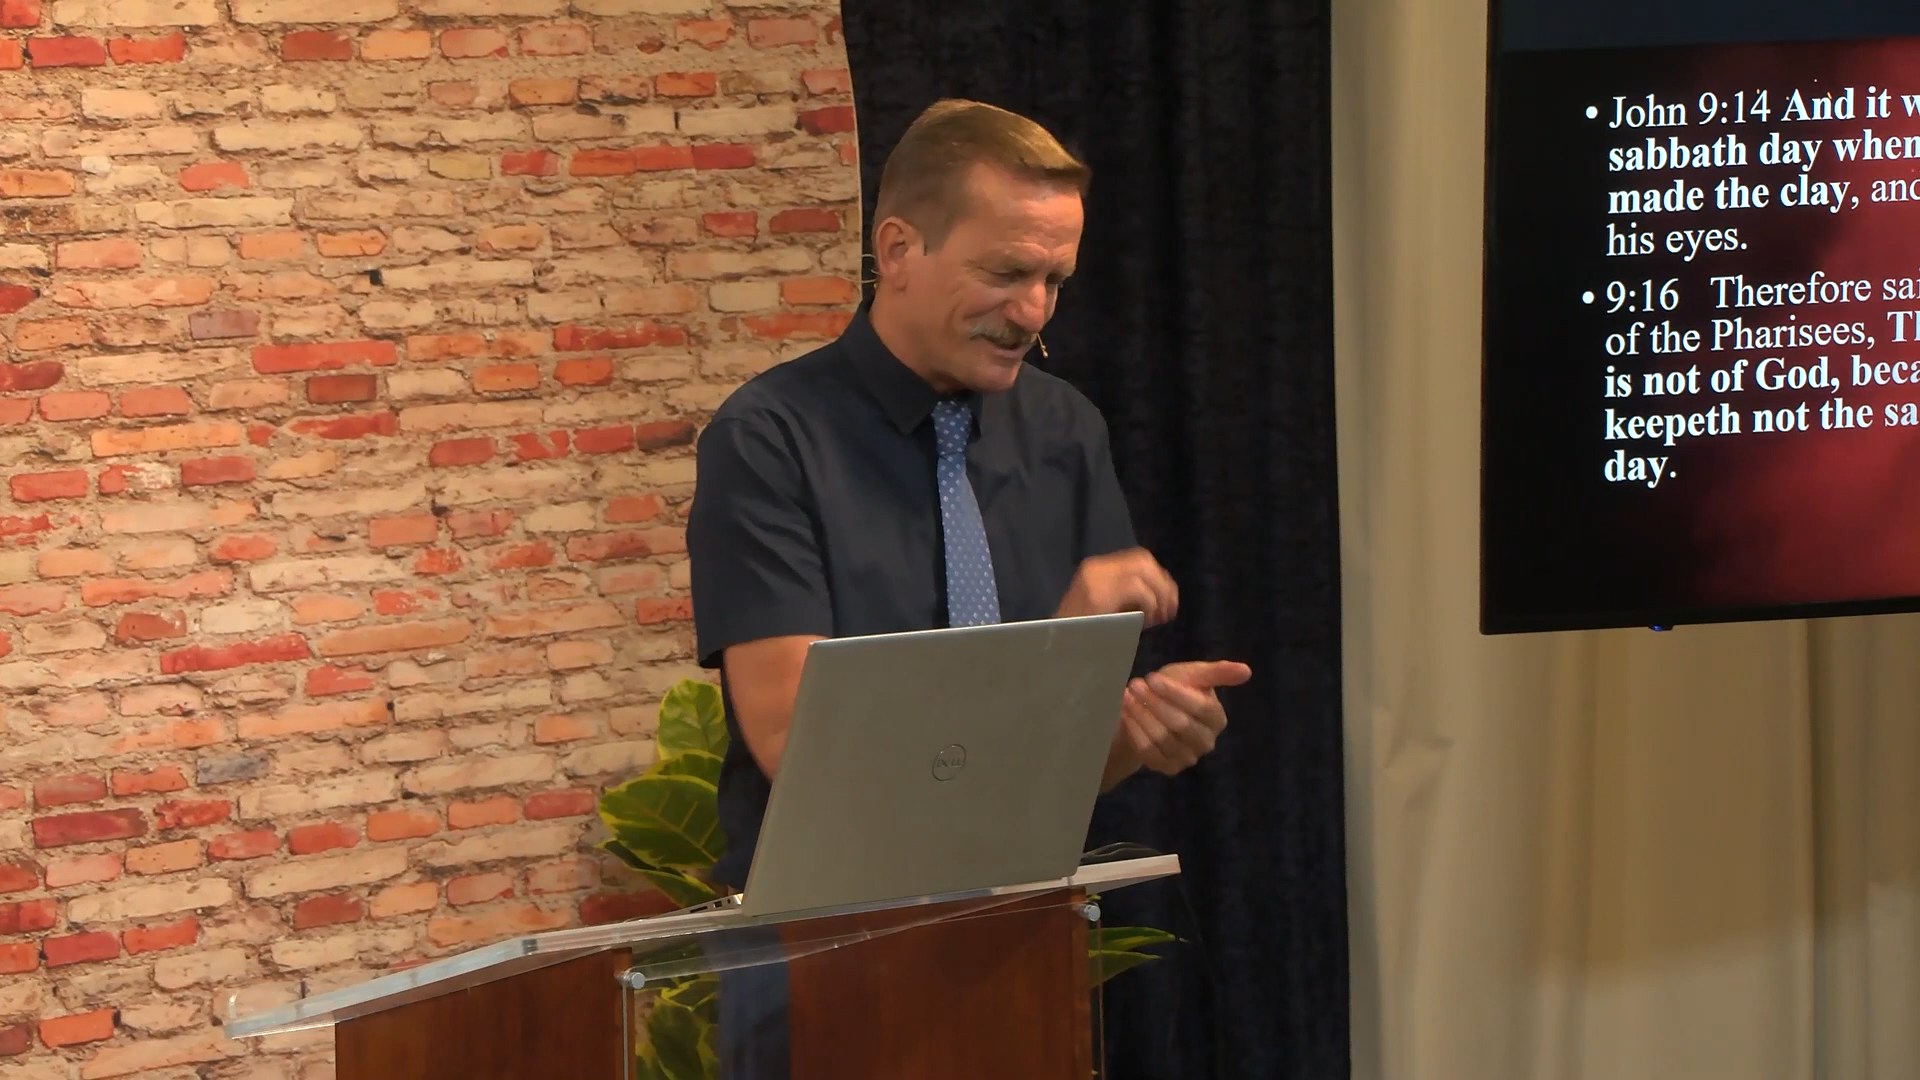 • John 9:14 And it w
sabbath day when
made the clay, and
his eyes.
• 9:16 Therefore sai
of the Pharisees, Th
is not of God, beca
keepeth not the sa
day.
DELL